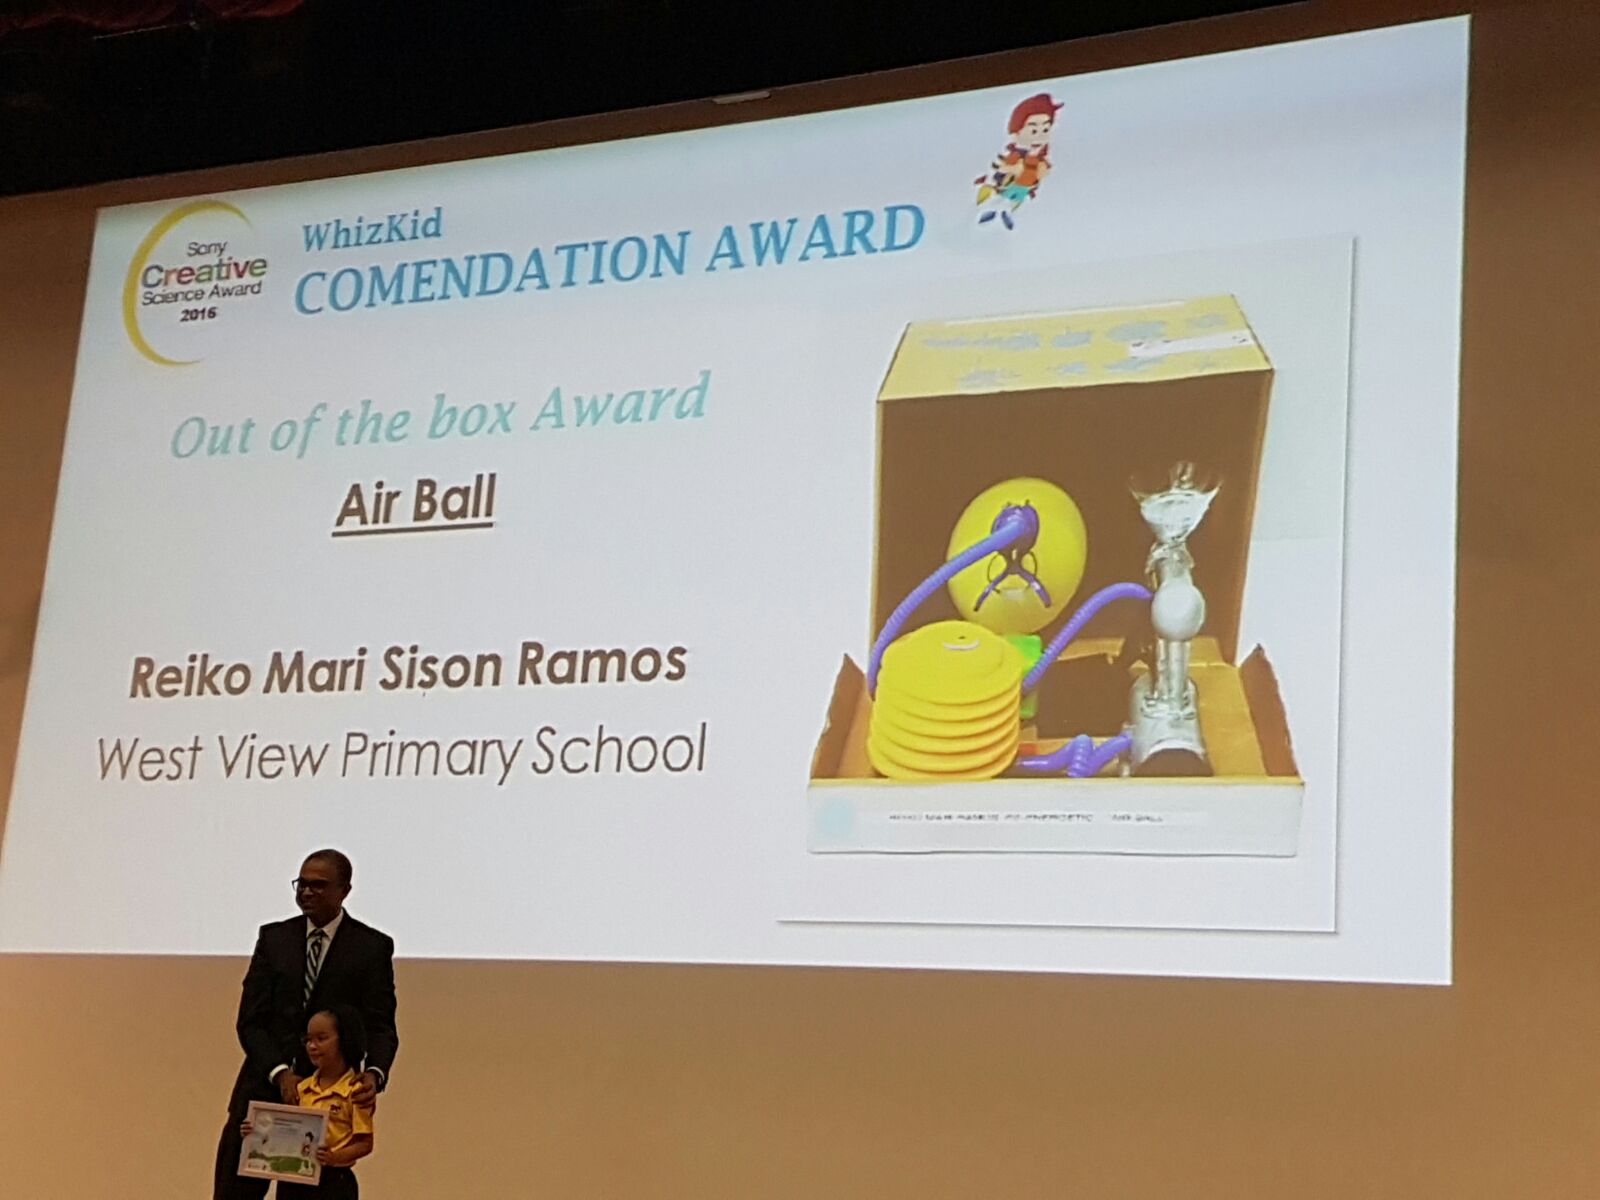 Sony
Creative
Science Award
2016
WhizKid
COMENDATION AWARD
Out of the box Award
Air Ball
Reiko Mari Sison Ramos
West View Primary School